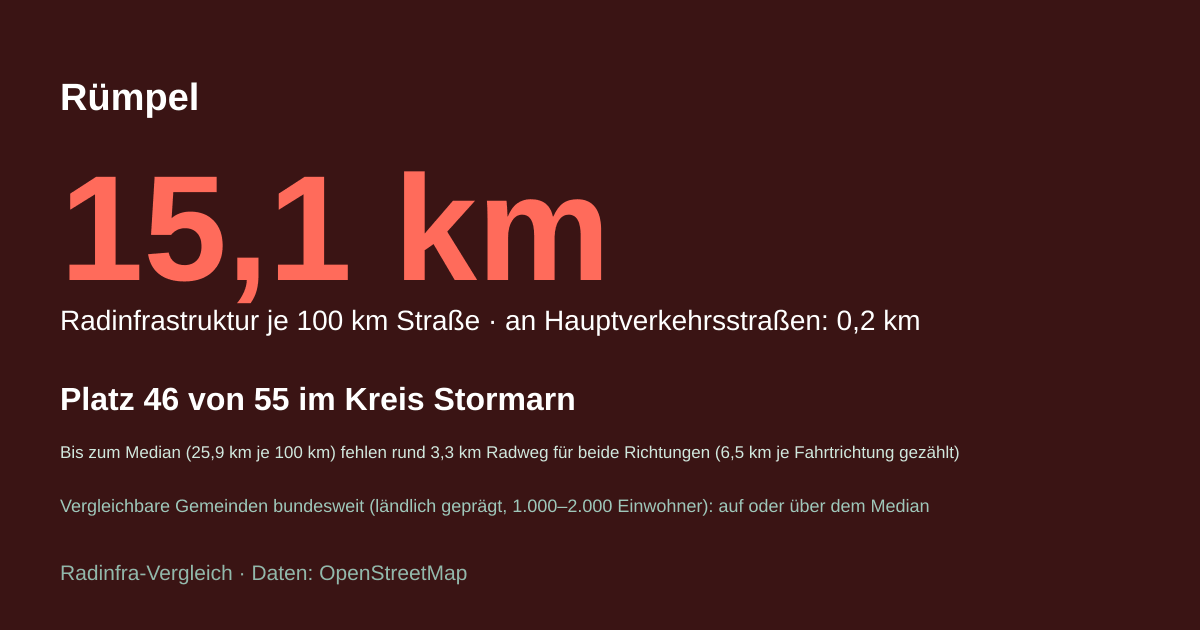 Rümpel
15,1 km
Radinfrastruktur je 100 km Straße · an Hauptverkehrsstraßen: 0,2 km
Platz 46 von 55 im Kreis Stormarn
Bis zum Median (25,9 km je 100 km) fehlen rund 3,3 km Radweg für beide Richtungen (6,5 km je Fahrtrichtung gezählt)
Vergleichbare Gemeinden bundesweit (ländlich geprägt, 1.000–2.000 Einwohner): auf oder über dem Median
Radinfra-Vergleich · Daten: OpenStreetMap